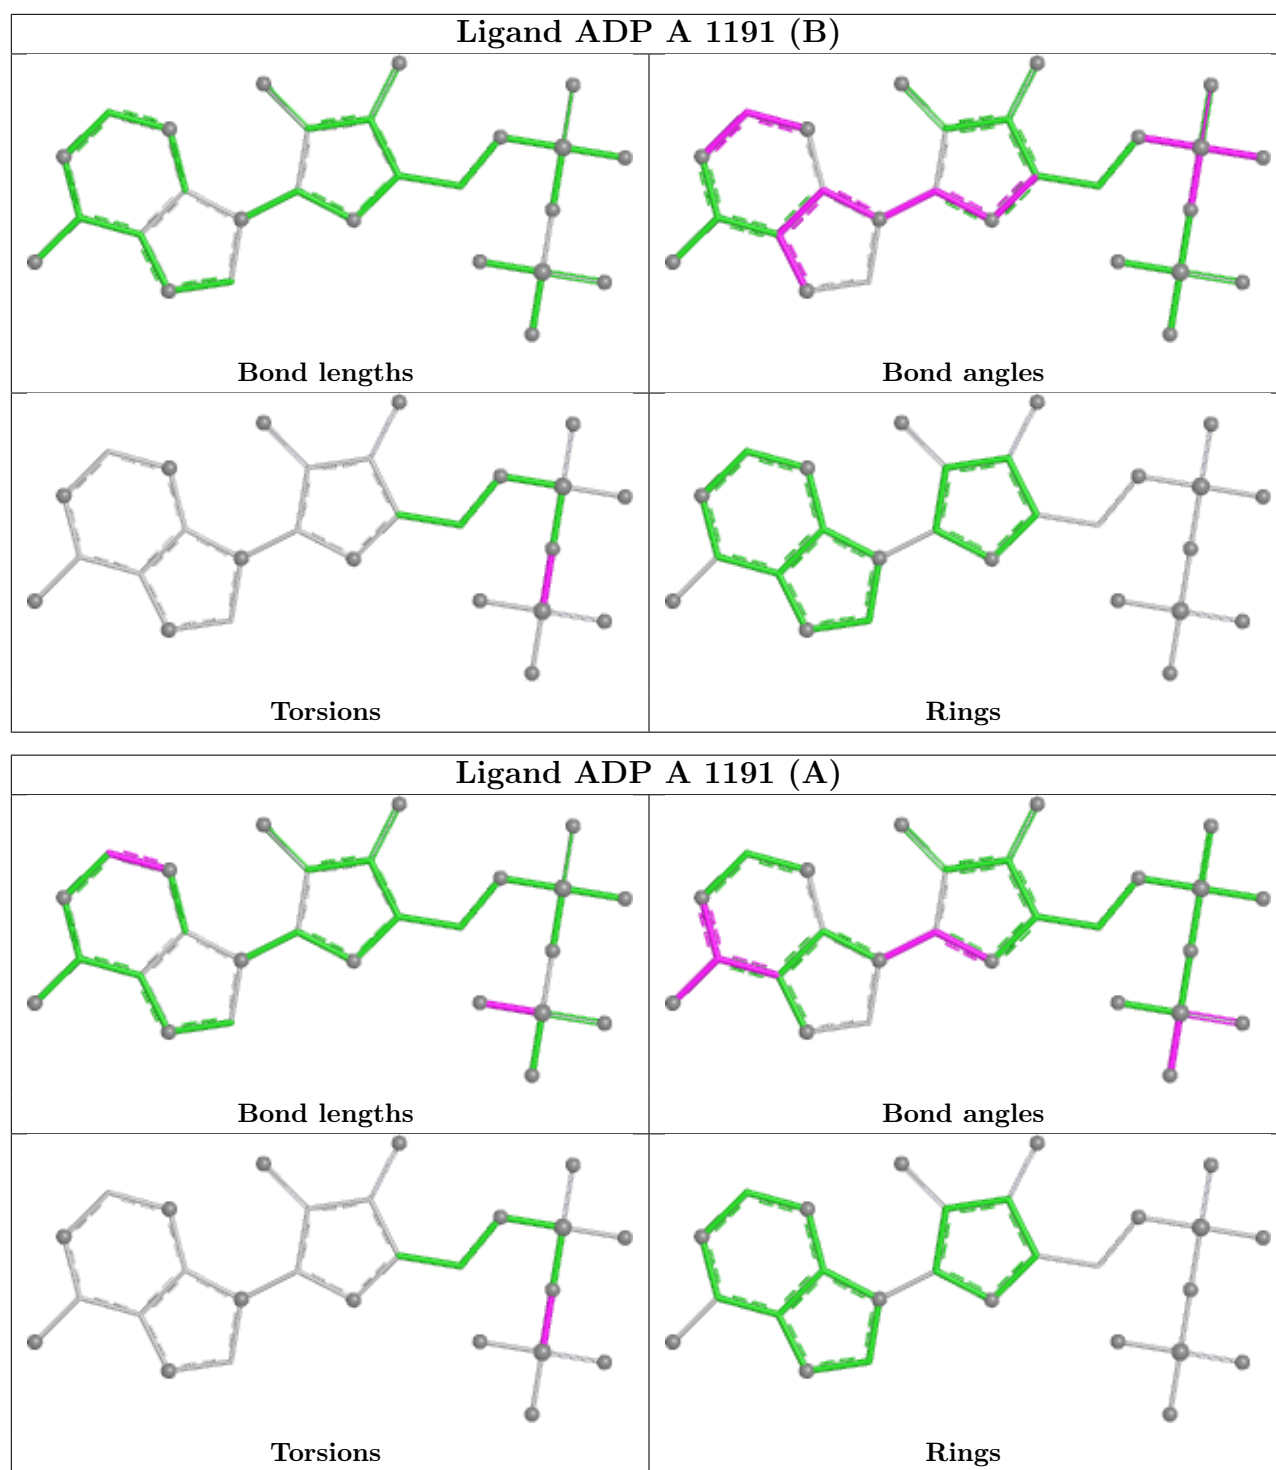 Ligand ADP A 1191 (B)
Bond lengths
Bond angles
Torsions
Rings
Ligand ADP A 1191 (A)
Bond lengths
Bond angles
Torsions
Rings